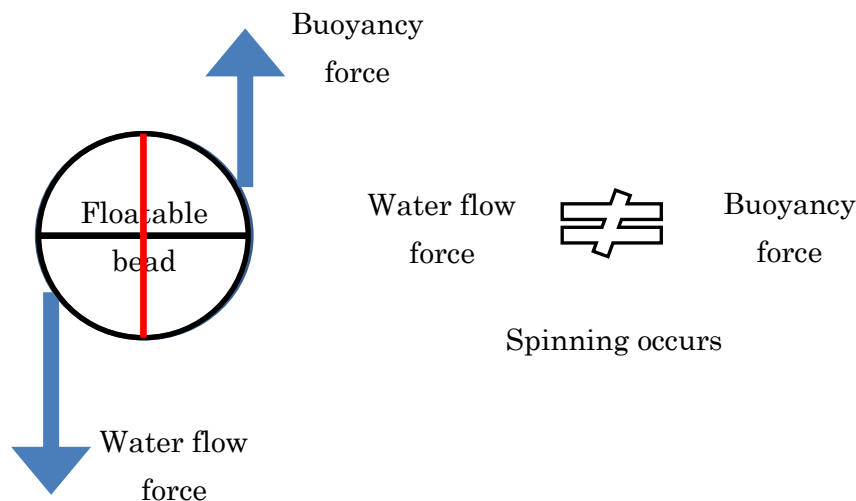 Buoyancy
force
Floatable
bead
Water flow
force
Buoyancy
force
Spinning occurs
Water flow
force